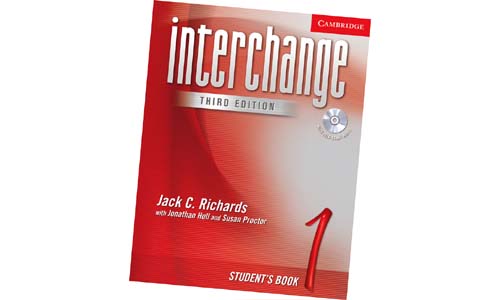 CAMBRIDGE
interchange
THIRD EDITION
Jack C. Richards
with Jonathan Hull and Susan Proctor
STUDENT'S BOOK 1